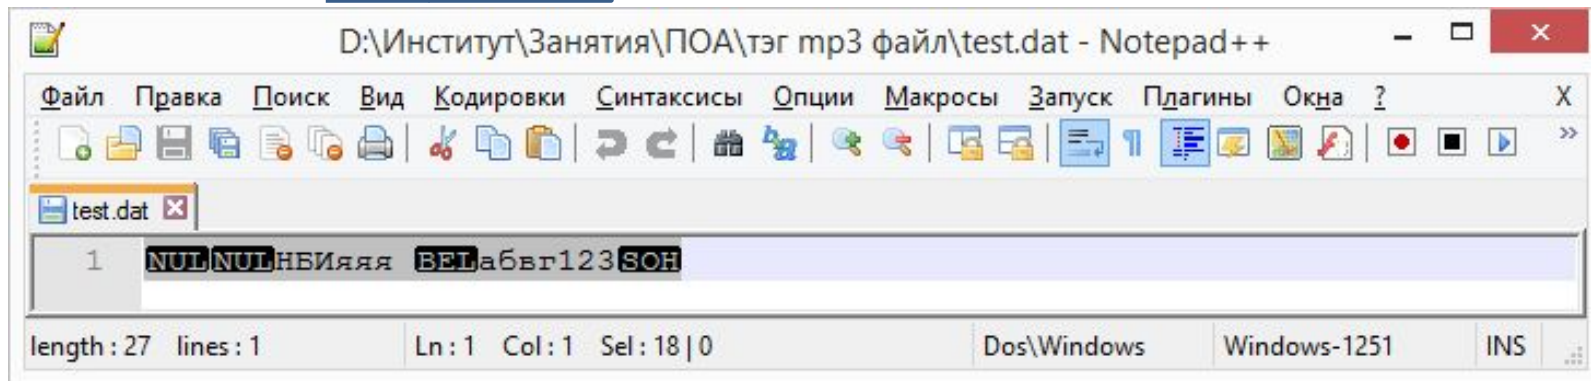 D:\Институт\Занятия\ПОА\тэг mp3 файл\test.dat - Notepad++
Файл Правка Поиск Вид Кодировки Синтаксисы Опции Макросы Запуск Плагины Окна ? X
test.dat
1 NULNULНБИяяя BELабвг123SOH
length : 27 lines : 1 Ln : 1 Col : 1 Sel : 18 | 0 Dos\Windows Windows-1251 INS